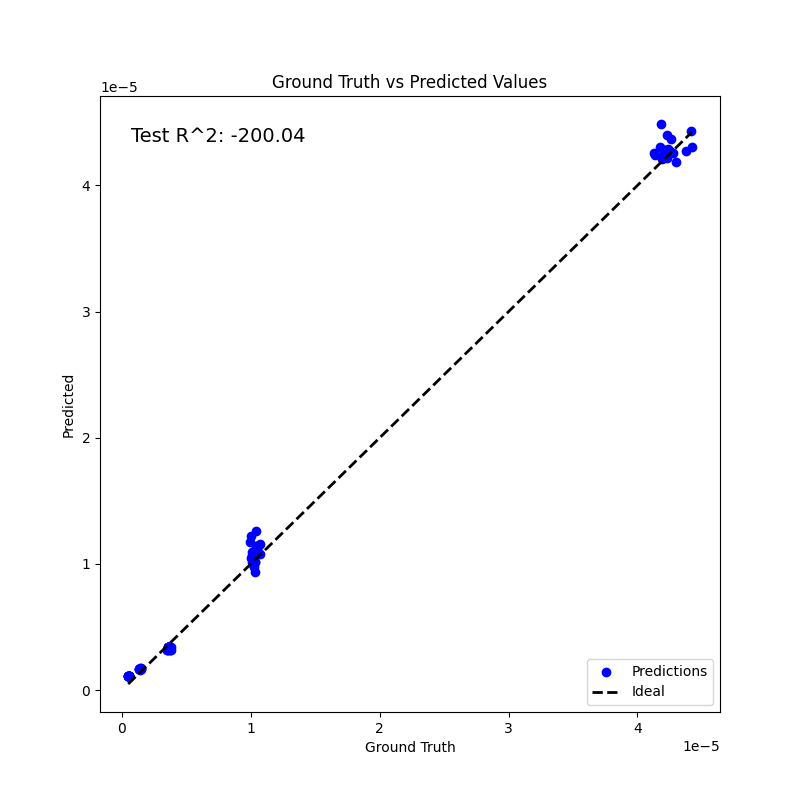 Ground Truth vs Predicted Values
1e−5
Test R^2: -200.04
4
3
2
1
0
Predicted
Predictions
Ideal
0 1 2 3 4
1e−5
Ground Truth